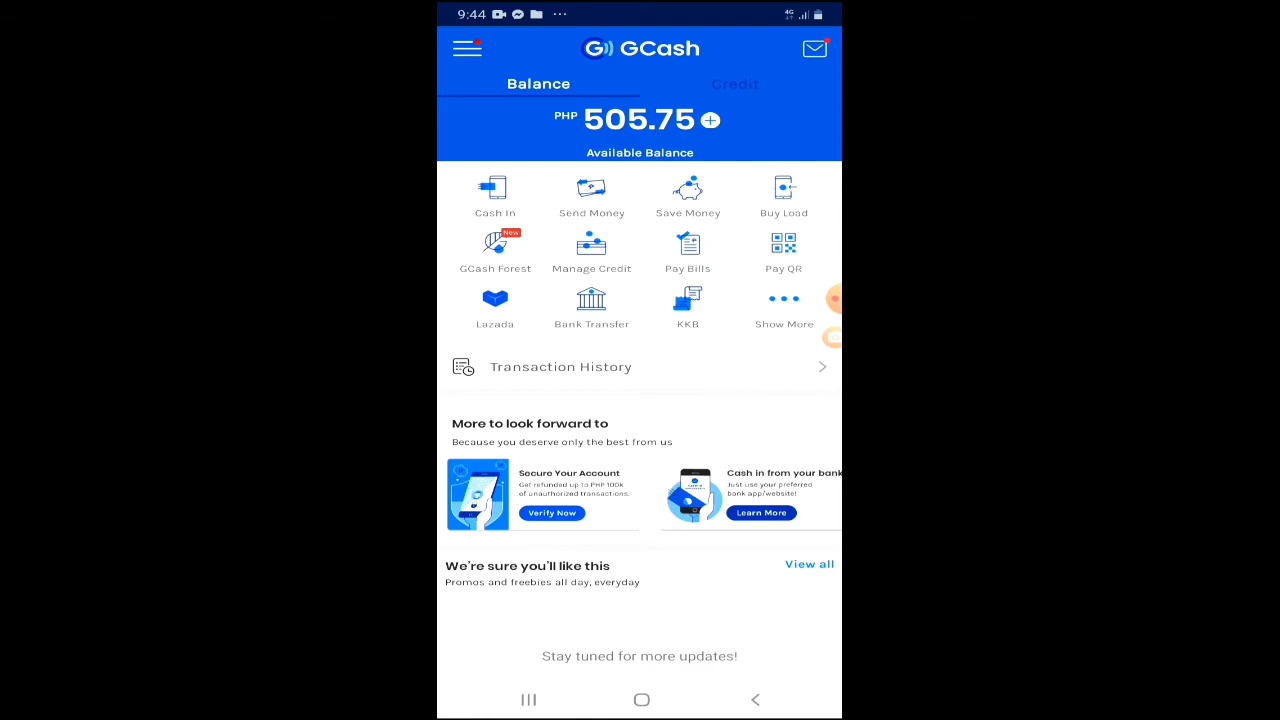 9:44
4G
GCash
Balance
Credit
PHP 505.75
Available Balance
Cash In
Send Money
Save Money
Buy Load
New
GCash Forest
Manage Credit
Pay Bills
Pay QR
Lazada
Bank Transfer
KKB
Show More
Transaction History
More to look forward to
Because you deserve only the best from us
Secure Your Account
Get refunded up to PHP 100k
of unauthorized transactions.
Verify Now
Cash in from your bank
Just use your preferred
bank app/website!
Learn More
We're sure you'll like this
View all
Promos and freebies all day, everyday
Stay tuned for more updates!